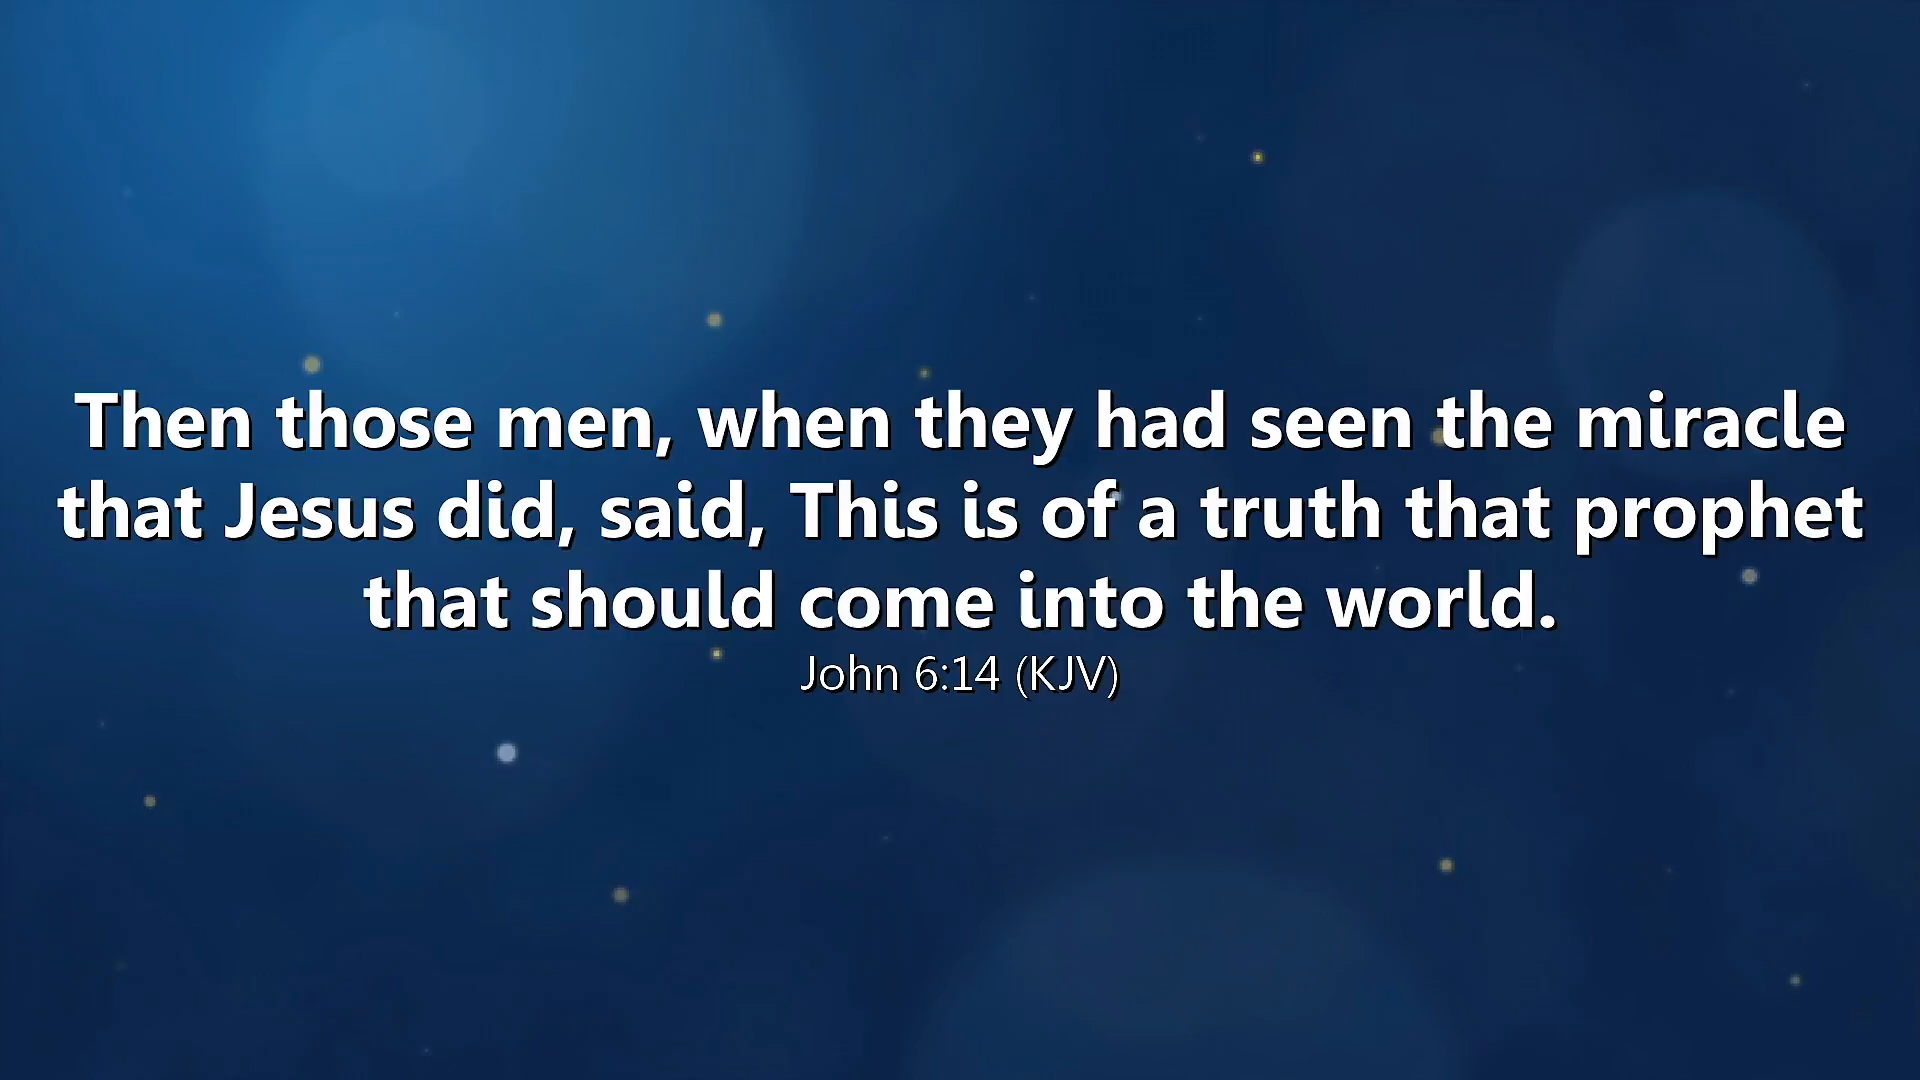 Then those men, when they had seen the miracle
that Jesus did, said, This is of a truth that prophet
that should come into the world.
John 6:14 (KJV)